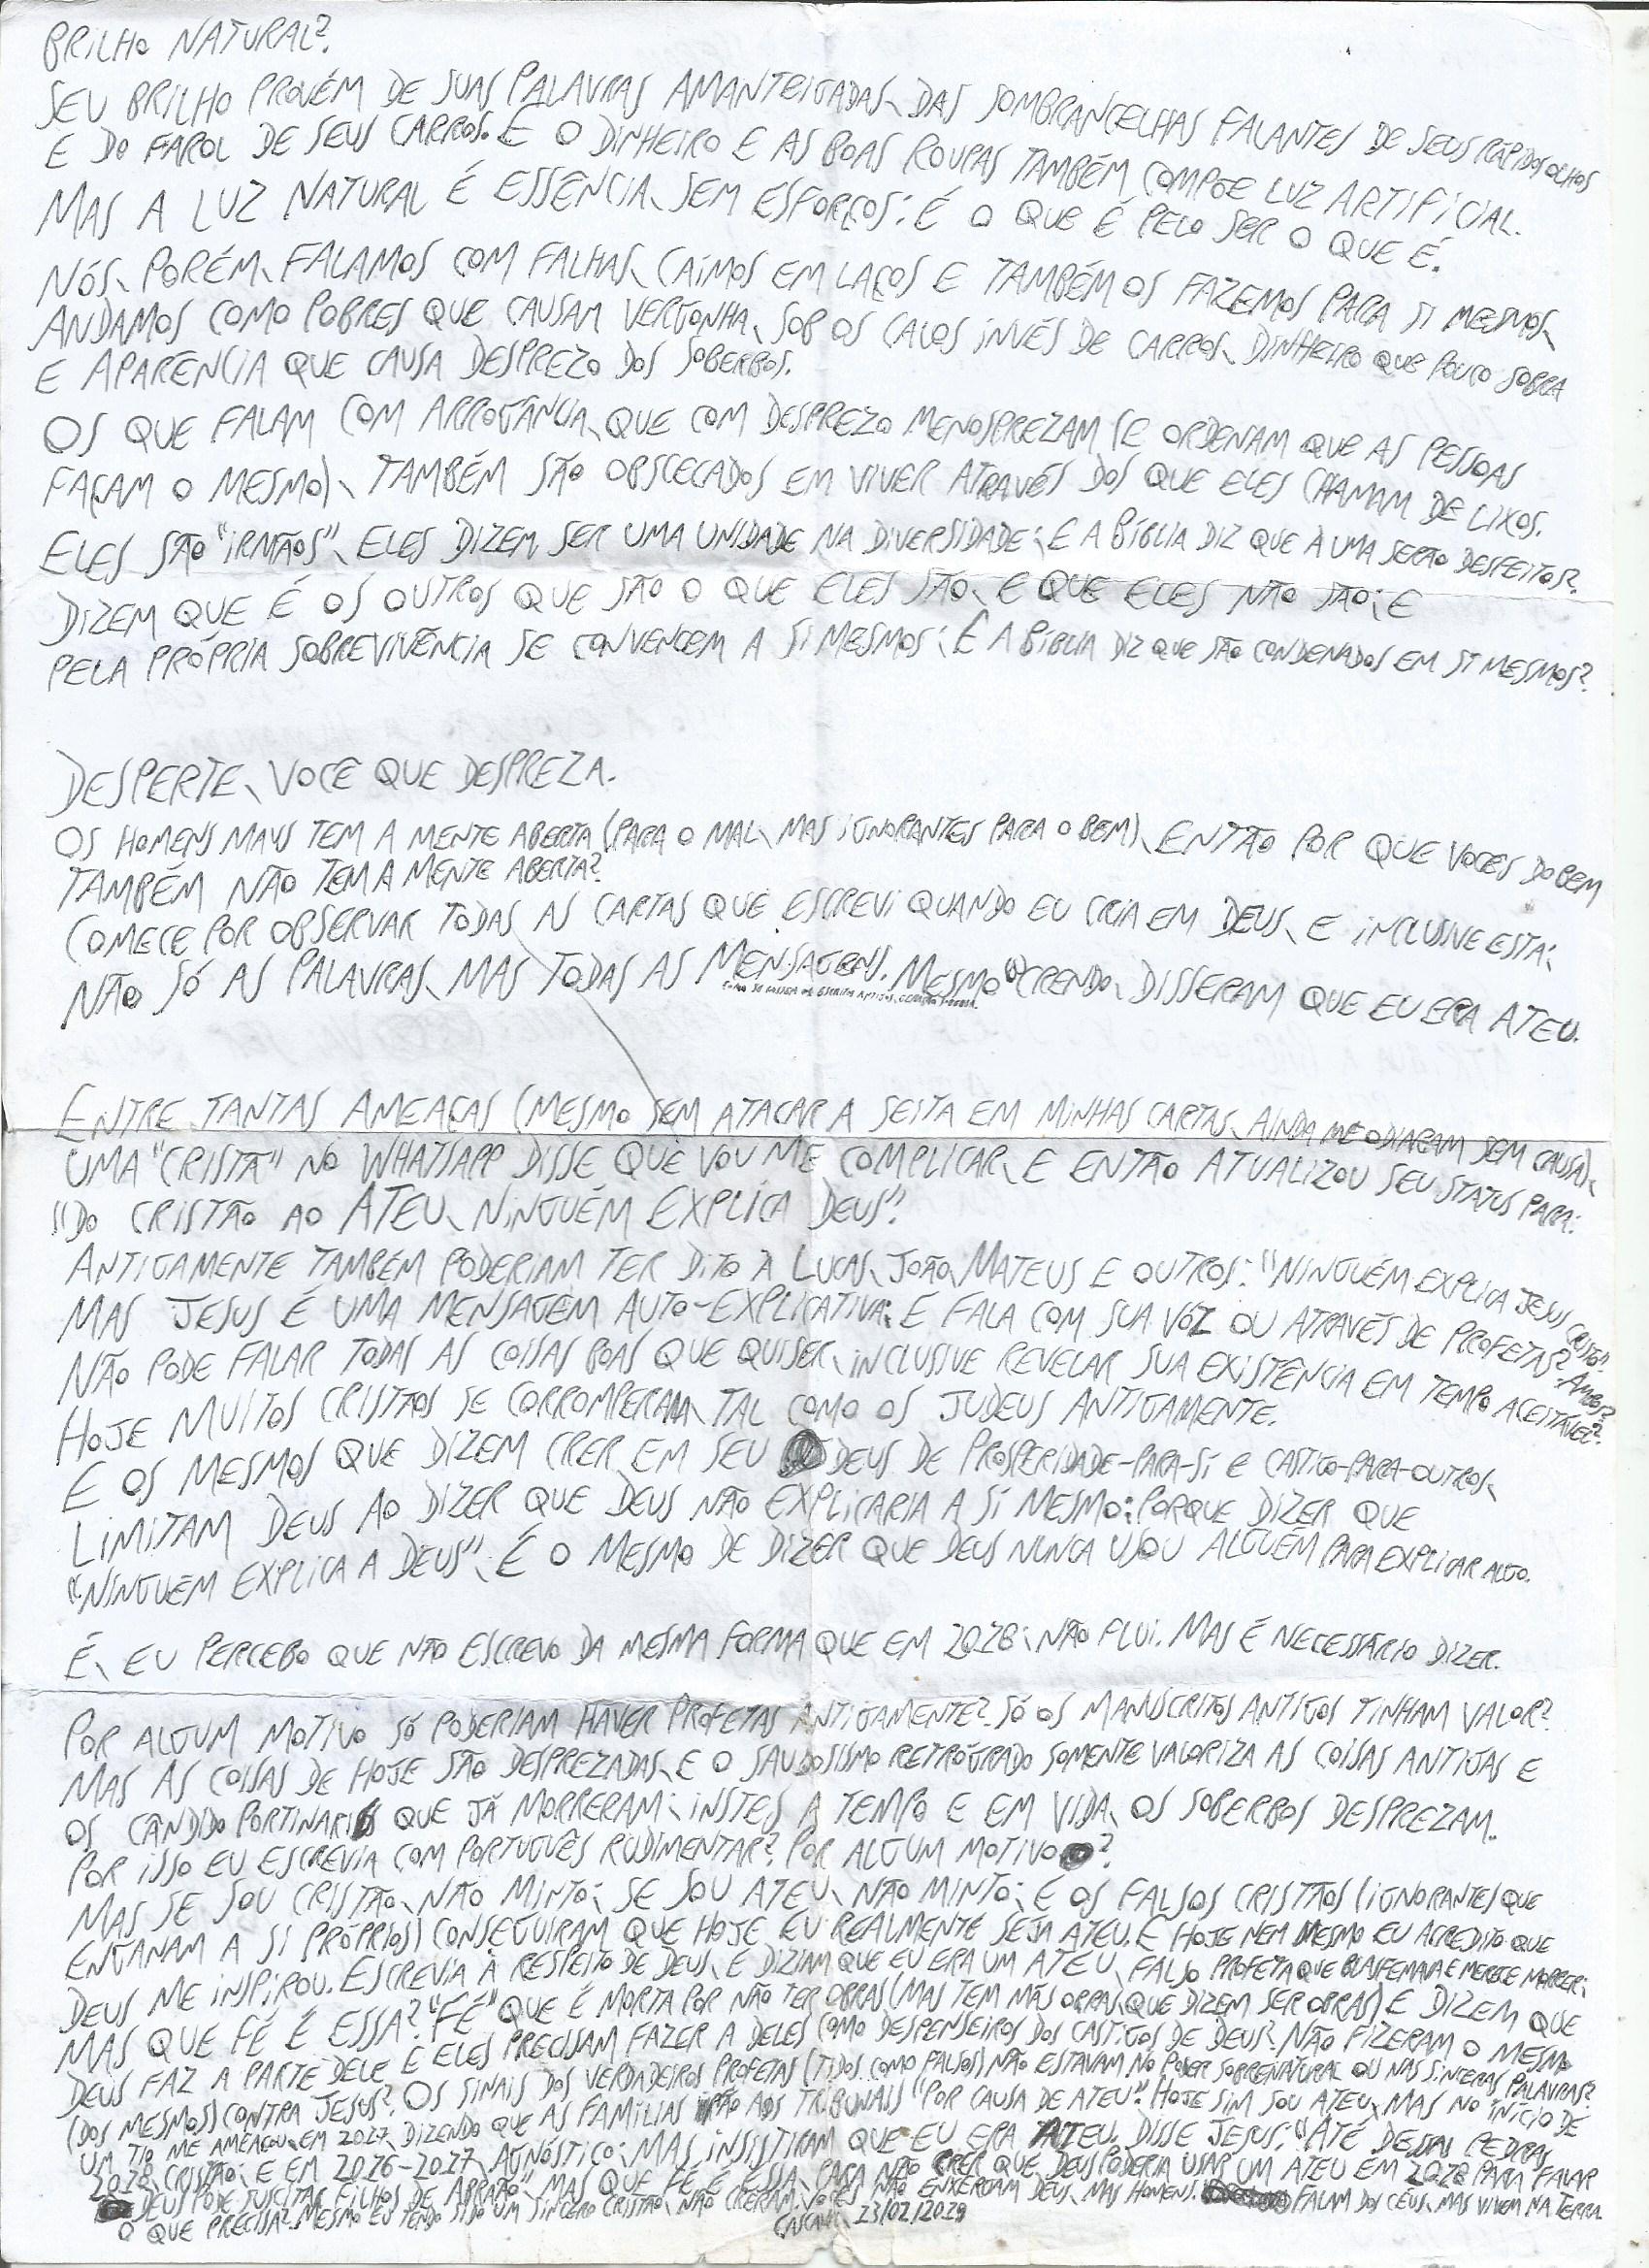 BRILHO NATURAL?
SEU BRILHO PROVÉM DE SUAS PALAVRAS AMANTEIGADAS, DAS SOMBRANCELHAS FALANTES DE SEUS RÁPIDOS OLHOS
E DO FAROL DE SEUS CARROS. E O DINHEIRO E AS BOAS ROUPAS TAMBÉM COMPÕE LUZ ARTIFICIAL.
MAS A LUZ NATURAL É ESSÊNCIA, SEM ESFORÇOS: É O QUE É PELO SER O QUE É.
NÓS, PORÉM, FALAMOS COM FALHAS, CAÍMOS EM LAÇOS E TAMBÉM OS FAZEMOS PARA SI MESMOS,
ANDAMOS COMO POBRES QUE CAUSAM VERGONHA, SOB OS CALOS INVÉS DE CARROS, DINHEIRO QUE POUCO SOBRA
E APARÊNCIA QUE CAUSA DESPREZO DOS SOBERBOS.
OS QUE FALAM COM ARROGÂNCIA, QUE COM DESPREZO MENOSPREZAM (E ORDENAM QUE AS PESSOAS
FAÇAM O MESMO), TAMBÉM SÃO OBSCECADOS EM VIVER ATRAVÉS DOS QUE ELES CHAMAM DE LIXOS.
ELES SÃO "IRMÃOS", ELES DIZEM SER UMA UNIDADE NA DIVERSIDADE; E A BÍBLIA DIZ QUE À UMA SERÃO DESFEITOS?
DIZEM QUE É OS OUTROS QUE SÃO O QUE ELES SÃO, E QUE ELES NÃO SÃO; E
PELA PRÓPRIA SOBREVIVÊNCIA SE CONVENCEM A SI MESMOS; E A BÍBLIA DIZ QUE SÃO CONDENADOS EM SI MESMOS?
DESPERTE, VOCÊ QUE DESPREZA.
OS HOMENS MAUS TEM A MENTE ABERTA (PARA O MAL, MAS IGNORANTES PARA O BEM), ENTÃO POR QUE VOCES DO BEM
TAMBÉM NÃO TEM A MENTE ABERTA?
COMECE POR OBSERVAR TODAS AS CARTAS QUE ESCREVI QUANDO EU CRIA EM DEUS, E INCLUSIVE ESTA;
NÃO SÓ AS PALAVRAS, MAS TODAS AS MENSAGENS. MESMO CRENDO, DISSERAM QUE EU ERA ATEU.
ENTRE TANTAS AMEAÇAS (MESMO SEM ATACAR A SEITA EM MINHAS CARTAS, AINDA ME ODIARAM SEM CAUSA),
UMA "CRISTÃ" NO WHATSAPP DISSE QUE VOU ME COMPLICAR, E ENTÃO ATUALIZOU SEU STATUS PARA:
"DO CRISTÃO AO ATEU, NINGUÉM EXPLICA DEUS".
ANTIGAMENTE TAMBÉM PODERIAM TER DITO A LUCAS, JOÃO, MATEUS E OUTROS: "NINGUÉM EXPLICA JESUS CRISTO".
MAS JESUS É UMA MENSAGEM AUTO-EXPLICATIVA: E FALA COM SUA VOZ OU ATRAVÉS DE PROFETAS? AMBOS?
NÃO PODE FALAR TODAS AS COISAS BOAS QUE QUISER, INCLUSIVE REVELAR SUA EXISTÊNCIA EM TEMPO ACEITÁVEL?
HOJE MUITOS CRISTÃOS SE CORROMPERAM, TAL COMO OS JUDEUS ANTIGAMENTE.
E OS MESMOS QUE DIZEM CRER EM SEU DEUS DE PROSPERIDADE-PARA-SI E CASTIGO-PARA-OUTROS,
LIMITAM DEUS AO DIZER QUE DEUS NÃO EXPLICARIA A SI MESMO: PORQUE DIZER QUE
"NINGUÉM EXPLICA A DEUS", É O MESMO DE DIZER QUE DEUS NUNCA USOU ALGUÉM PARA EXPLICAR ALGO.
É, EU PERCEBO QUE NÃO ESCREVO DA MESMA FORMA QUE EM 2028; NÃO FLUI. MAS É NECESSÁRIO DIZER.
POR ALGUM MOTIVO SÓ PODERIAM HAVER PROFETAS ANTIGAMENTE? SÓ OS MANUSCRITOS ANTIGOS TINHAM VALOR?
MAS AS COISAS DE HOJE SÃO DESPREZADAS, E O SAUDOSISMO RETRÓGRADO SOMENTE VALORIZA AS COISAS ANTIGAS E
OS CÂNDIDO PORTINARIS QUE JÁ MORRERAM; INSTES A TEMPO E EM VIDA, OS SOBERBOS DESPREZAM.
POR ISSO EU ESCREVIA COM PORTUGUÊS RUDIMENTAR? POR ALGUM MOTIVO?
MAS SE SOU CRISTÃO, NÃO MINTO; SE SOU ATEU, NÃO MINTO; E OS FALSOS CRISTÃOS (IGNORANTES QUE
ENGANAM A SI PRÓPRIOS) CONSEGUIRAM QUE HOJE EU REALMENTE SEJA ATEU. E HOJE NEM MESMO EU ACREDITO QUE
DEUS ME INSPIROU. ESCREVIA À RESPEITO DE DEUS, E DIZIAM QUE EU ERA UM ATEU, FALSO PROFETA QUE BLASFEMAVA E MERECE MORRER;
MAS QUE FÉ É ESSA? "FÉ" QUE É MORTA POR NÃO TER OBRAS (MAS TEM MÁS OBRAS, QUE DIZEM SER OBRAS) E DIZEM QUE
DEUS FAZ A PARTE DELE E ELES PRECISAM FAZER A DELES COMO DESPENSEIROS DOS CASTIGOS DE DEUS? NÃO FIZERAM O MESMO
(DOS MESMOS) CONTRA JESUS? OS SINAIS DOS VERDADEIROS PROFETAS (TIDOS COMO FALSOS) NÃO ESTAVAM NO PODER SOBRENATURAL OU NAS SINCERAS PALAVRAS?
UM TIO ME AMEAÇOU, EM 2027, DIZENDO QUE AS FAMÍLIAS IRÃO AOS TRIBUNAIS "POR CAUSA DE ATEU". HOJE SIM SOU ATEU, MAS NO INÍCIO DE
2028, CRISTÃO; E EM 2026-2027, AGNÓSTICO; MAS INSISTIRAM QUE EU ERA ATEU. DISSE JESUS: "ATÉ DESTAS PEDRAS
DEUS PODE SUSCITAR FILHOS DE ABRAÃO", MAS QUE FÉ É ESSA, PARA NÃO CRER QUE DEUS PODERIA USAR UM ATEU EM 2028 PARA FALAR
O QUE PRECISA? MESMO EU TENDO SIDO UM SINCERO CRISTÃO, NÃO CRERAM. VOCÊS NÃO ENXERGAM DEUS, MAS HOMENS. FALAM DOS CÉUS, MAS VIVEM NA TERRA.
23/02/2029